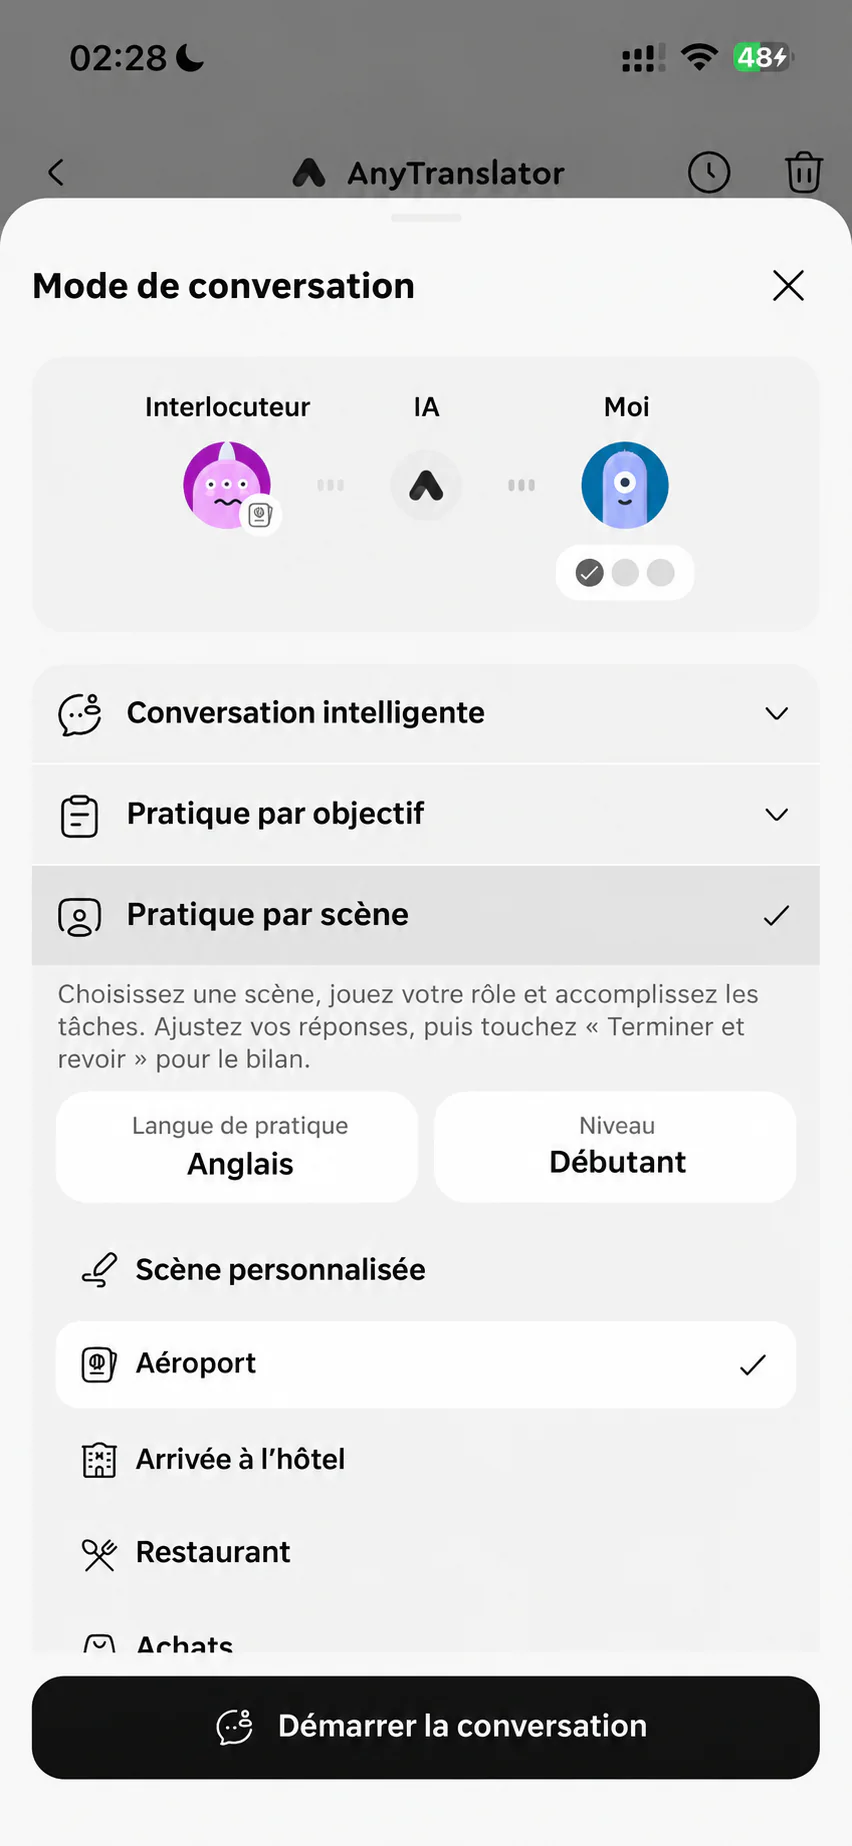 02:28
48
AnyTranslator
Mode de conversation
Interlocuteur
IA
Moi
Conversation intelligente
Pratique par objectif
Pratique par scène
Choisissez une scène, jouez votre rôle et accomplissez les
tâches. Ajustez vos réponses, puis touchez « Terminer et
revoir » pour le bilan.
Langue de pratique
Anglais
Niveau
Débutant
Scène personnalisée
Aéroport
Arrivée à l’hôtel
Restaurant
Achats
Démarrer la conversation